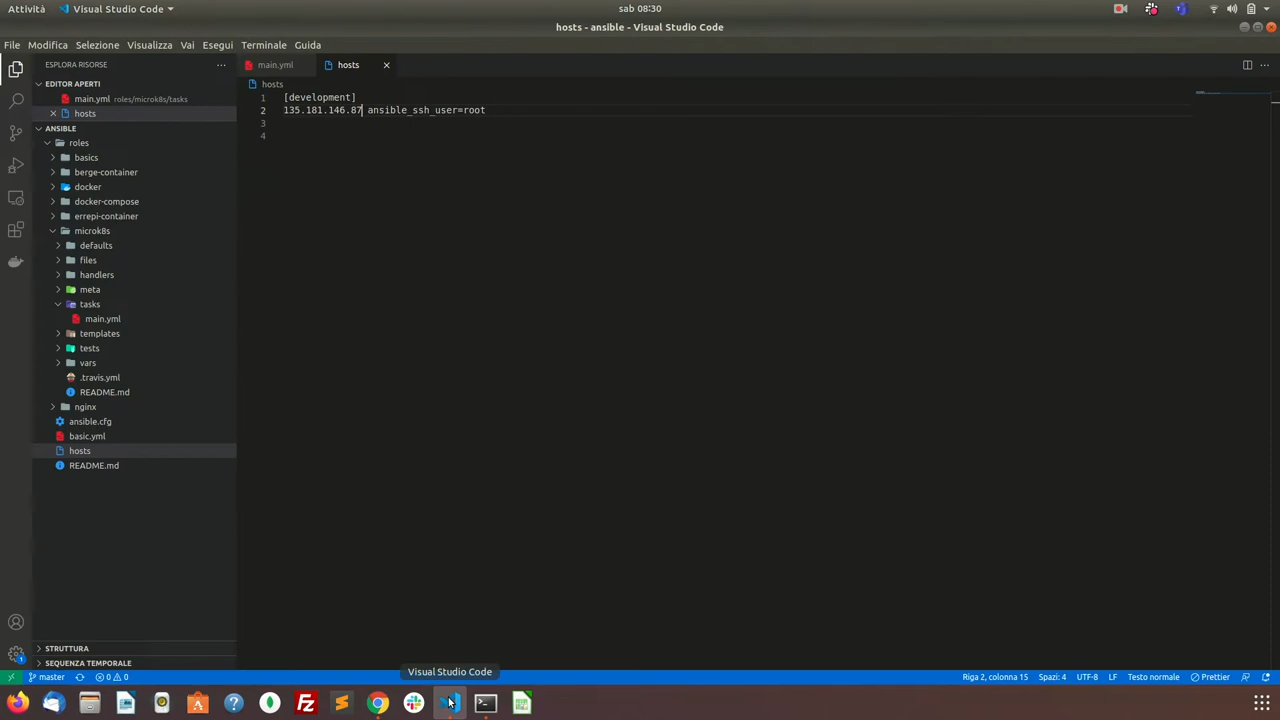 Attività Visual Studio Code sab 08:30
hosts - ansible - Visual Studio Code
File Modifica Selezione Visualizza Vai Esegui Terminale Guida
ESPLORA RISORSE
main.yml hosts
EDITOR APERTI
hosts
main.yml roles/microk8s/tasks
1 [development]
hosts
2 135.181.146.87 ansible_ssh_user=root
ANSIBLE
3
roles
4
basics
berge-container
docker
docker-compose
errepi-container
microk8s
defaults
files
handlers
meta
tasks
main.yml
templates
tests
vars
.travis.yml
README.md
nginx
ansible.cfg
basic.yml
hosts
README.md
STRUTTURA
SEQUENZA TEMPORALE
Visual Studio Code
master 0 0 Riga 2, colonna 15 Spazi: 4 UTF-8 LF Testo normale Prettier